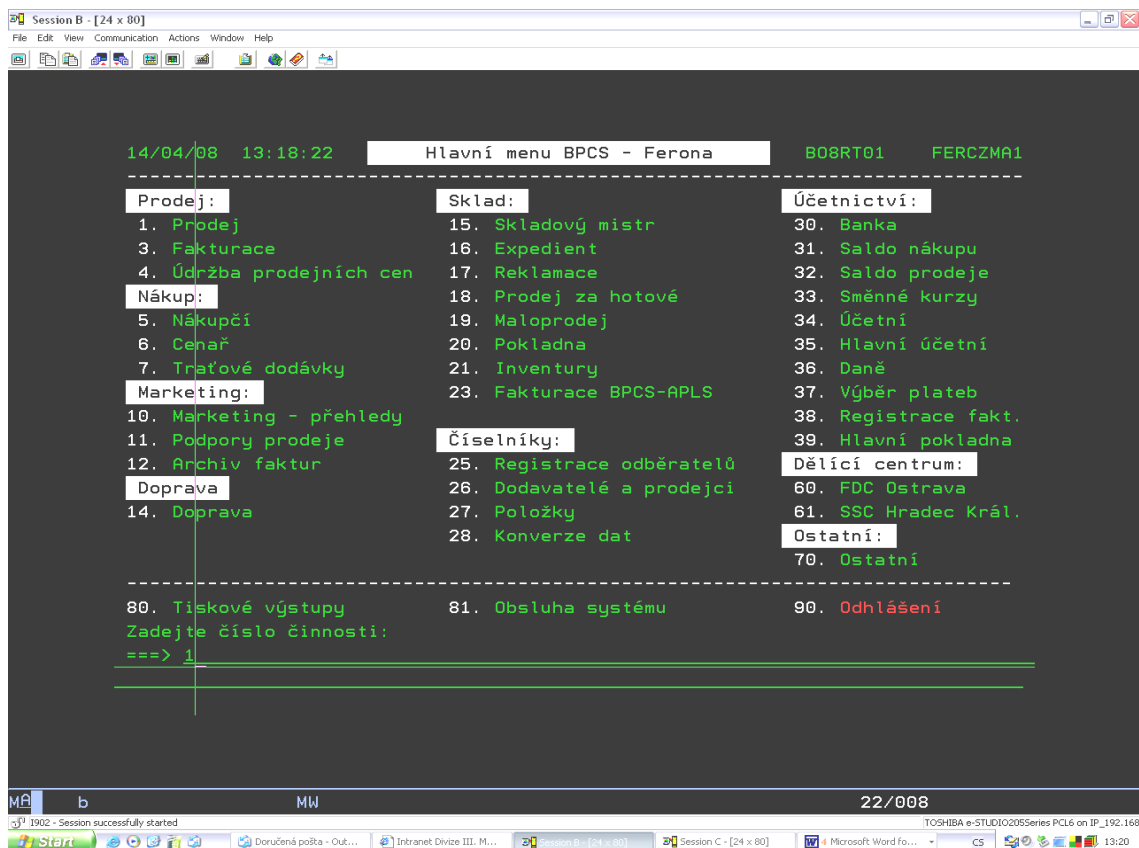 Session B - [24 x 80]
File Edit View Communication Actions Window Help
14/04/08 13:18:22 Hlavní menu BPCS - Ferona BO8RT01 FERCZMA1
Prodej: Sklad: Účetnictví:
1. Prodej 15. Skladový mistr 30. Banka
3. Fakturace 16. Expedient 31. Saldo nákupu
4. Údržba prodejních cen 17. Reklamace 32. Saldo prodeje
Nákup: 18. Prodej za hotové 33. Směnné kurzy
5. Nákupčí 19. Maloprodej 34. Účetní
6. Cenař 20. Pokladna 35. Hlavní účetní
7. Traťové dodávky 21. Inventury 36. Daně
Marketing: 23. Fakturace BPCS-APLS 37. Výběr plateb
10. Marketing - přehledy 38. Registrace fakt.
11. Podpory prodeje Číselníky: 39. Hlavní pokladna
12. Archiv faktur 25. Registrace odběratelů Dělící centrum:
Doprava 26. Dodavatelé a prodejci 60. FDC Ostrava
14. Doprava 27. Položky 61. SSC Hradec Král.
28. Konverze dat Ostatní:
70. Ostatní
80. Tiskové výstupy 81. Obsluha systému 90. Odhlášení
Zadejte číslo činnosti:
===> 1
MA b MW 22/008
I902 - Session successfully started TOSHIBA e-STUDIO205Series PCL6 on IP_192.168
Start Doručená pošta - Out... Intranet Divize III. M... Session B - [24 x 80] Session C - [24 x 80] 4 Microsoft Word fo... CS 13:20